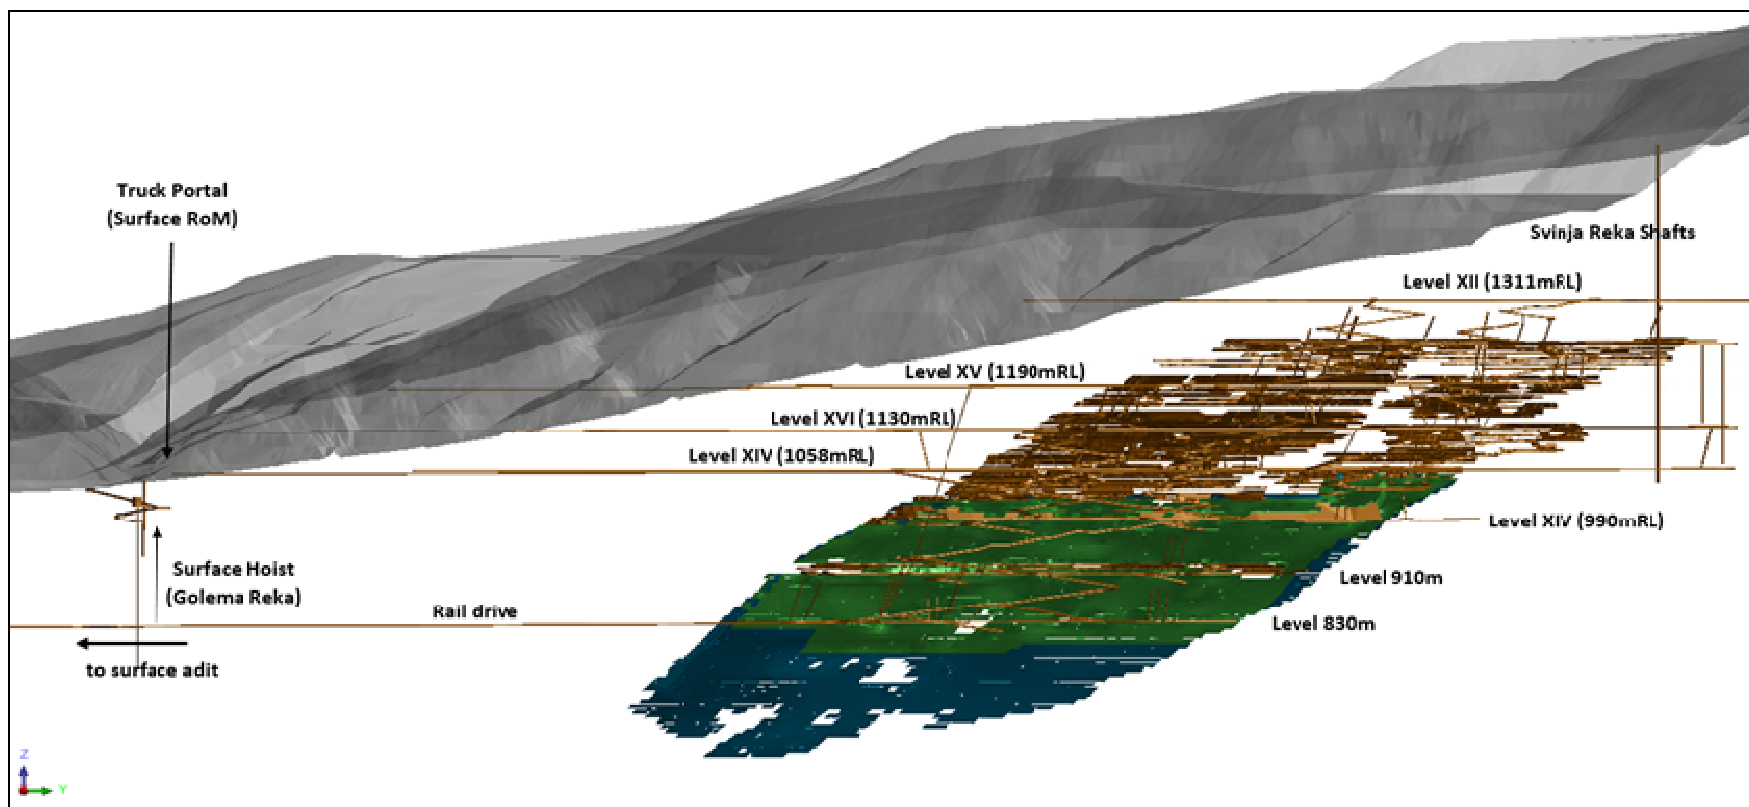 Truck Portal
(Surface RoM)
Svinja Reka Shafts
Level XII (1311mRL)
Level XV (1190mRL)
Level XVI (1130mRL)
Level XIV (1058mRL)
Level XIV (990mRL)
Surface Hoist
(Golema Reka)
Level 910m
Rail drive
Level 830m
to surface adit
Z
Y